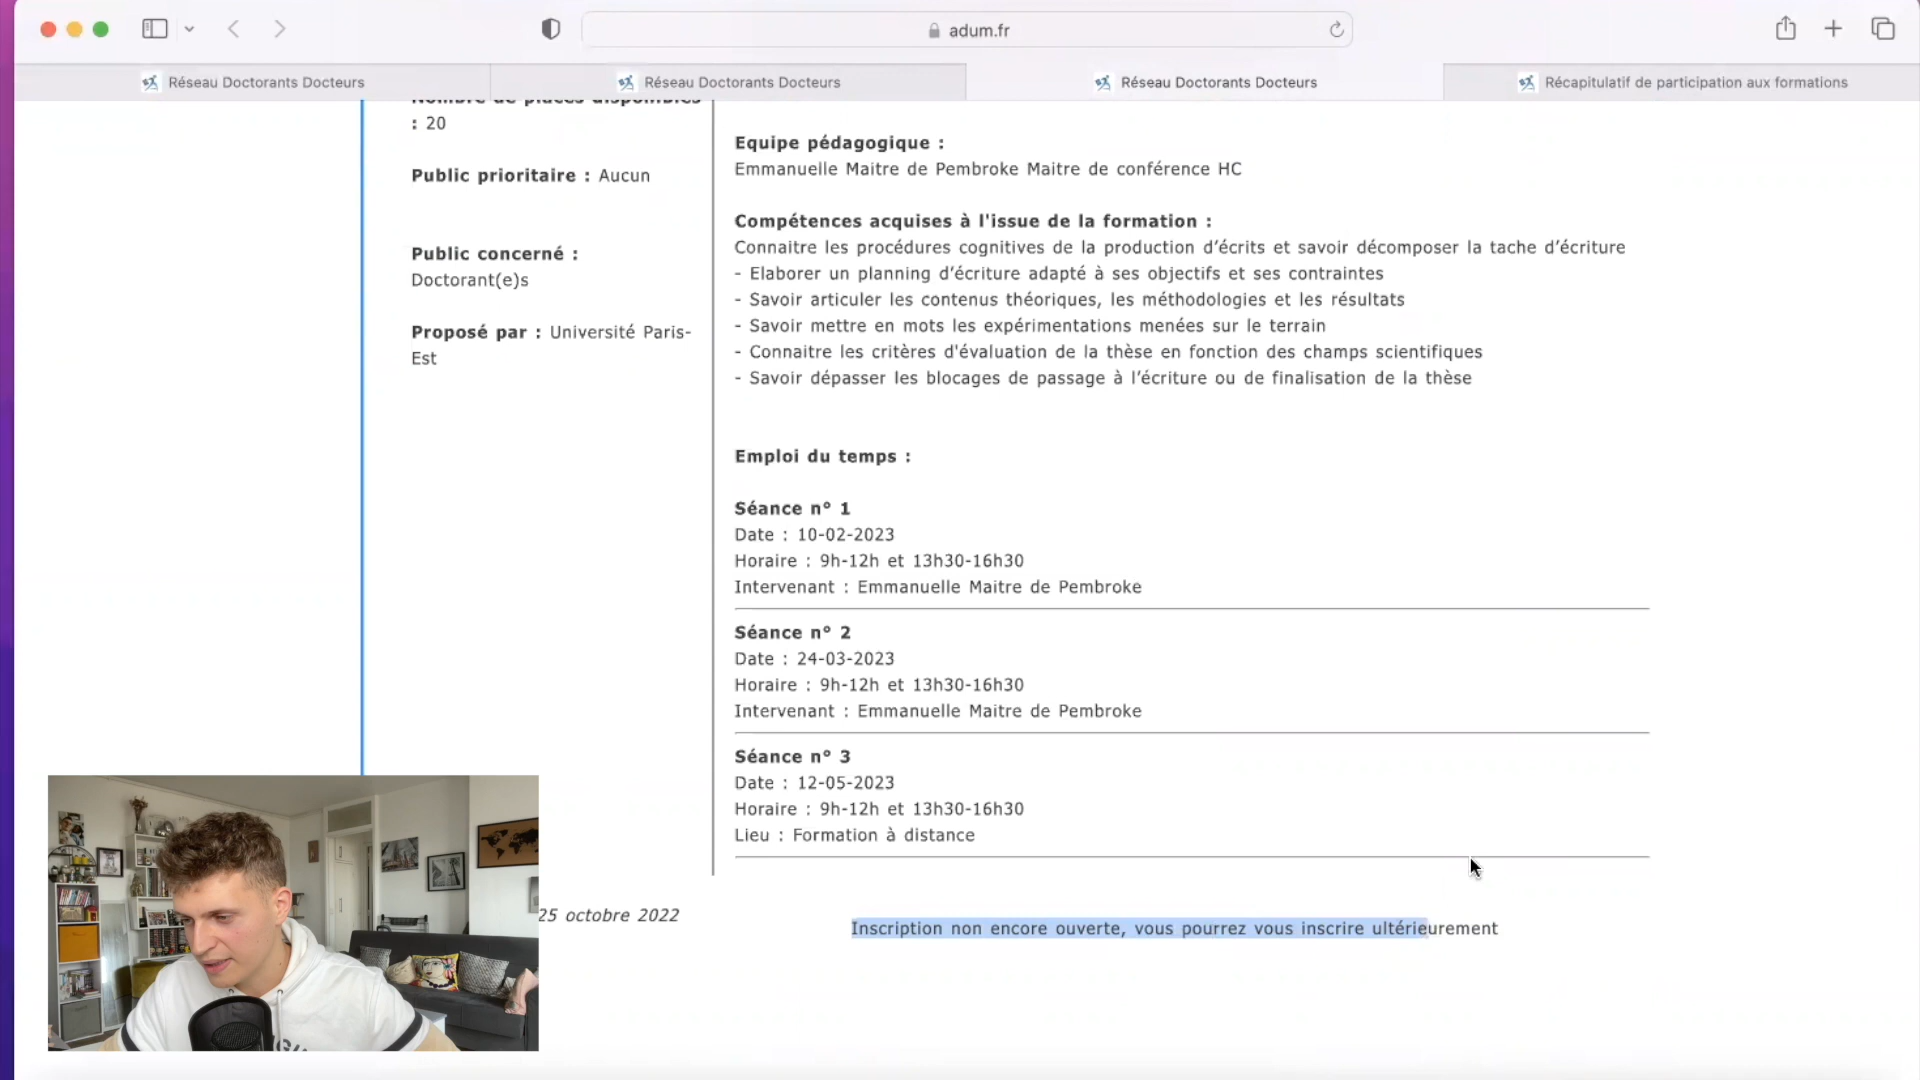 adum.fr
Réseau Doctorants Docteurs
Réseau Doctorants Docteurs
Réseau Doctorants Docteurs
Récapitulatif de participation aux formations
Nombre de places disponibles
: 20
Public prioritaire : Aucun
Public concerné :
Doctorant(e)s
Proposé par : Université Paris-
Est
Equipe pédagogique :
Emmanuelle Maitre de Pembroke Maitre de conférence HC
Compétences acquises à l'issue de la formation :
Connaitre les procédures cognitives de la production d’écrits et savoir décomposer la tache d’écriture
- Elaborer un planning d’écriture adapté à ses objectifs et ses contraintes
- Savoir articuler les contenus théoriques, les méthodologies et les résultats
- Savoir mettre en mots les expérimentations menées sur le terrain
- Connaitre les critères d'évaluation de la thèse en fonction des champs scientifiques
- Savoir dépasser les blocages de passage à l’écriture ou de finalisation de la thèse
Emploi du temps :
Séance n° 1
Date : 10-02-2023
Horaire : 9h-12h et 13h30-16h30
Intervenant : Emmanuelle Maitre de Pembroke
Séance n° 2
Date : 24-03-2023
Horaire : 9h-12h et 13h30-16h30
Intervenant : Emmanuelle Maitre de Pembroke
Séance n° 3
Date : 12-05-2023
Horaire : 9h-12h et 13h30-16h30
Lieu : Formation à distance
25 octobre 2022
Inscription non encore ouverte, vous pourrez vous inscrire ultérieurement